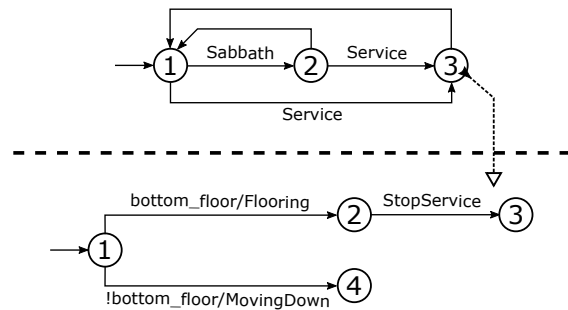 Sabbath
Service
1
2
3
Service
bottom_floor/Flooring
StopService
2
3
1
4
!bottom_floor/MovingDown